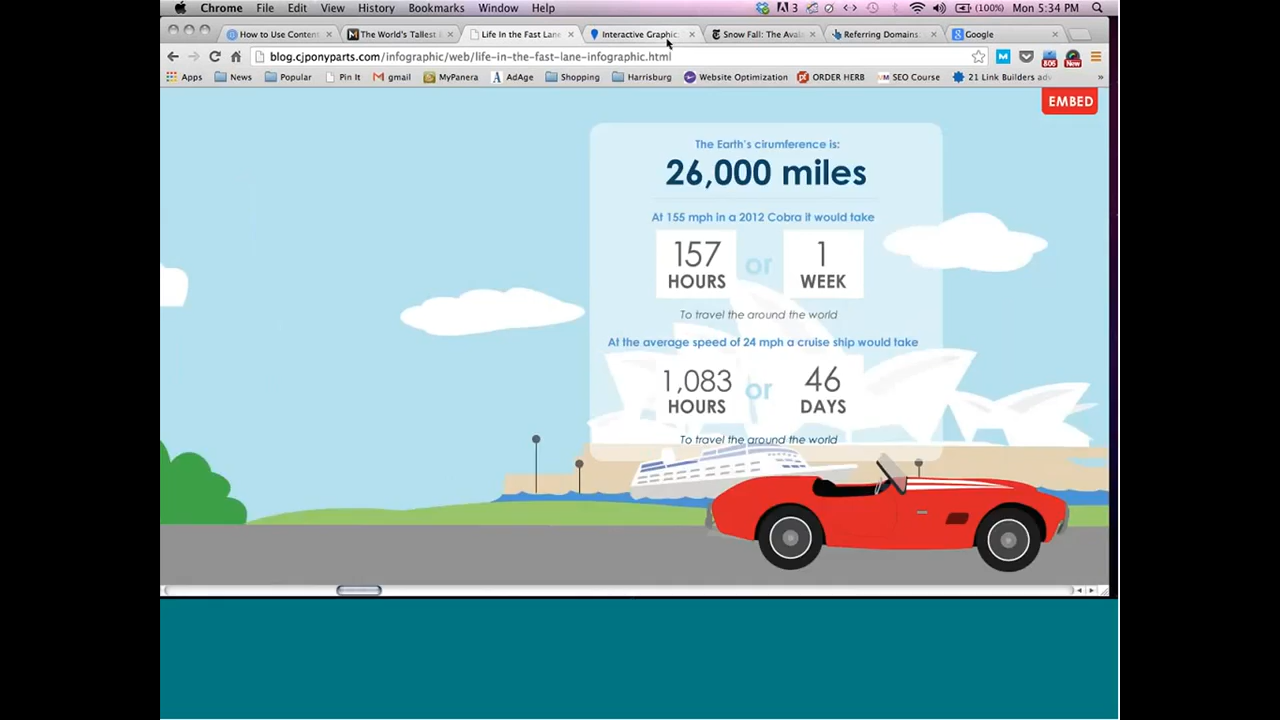 Chrome File Edit View History Bookmarks Window Help 3 (100%) Mon 5:34 PM
How to Use Conten The World's Tallest Life In the Fast Lane Interactive Graphic Snow Fall: The Avala Referring Domains Google
blog.cjponyparts.com/infographic/web/life-in-the-fast-lane-infographic.html
Apps News Popular Pin It gmail MyPanera AdAge Shopping Harrisburg Website Optimization ORDER HERB SEO Course 21 Link Builders adv
EMBED
The Earth's cirumference is:
26,000 miles
At 155 mph in a 2012 Cobra it would take
157 or 1
HOURS WEEK
To travel the around the world
At the average speed of 24 mph a cruise ship would take
1,083 or 46
HOURS DAYS
To travel the around the world